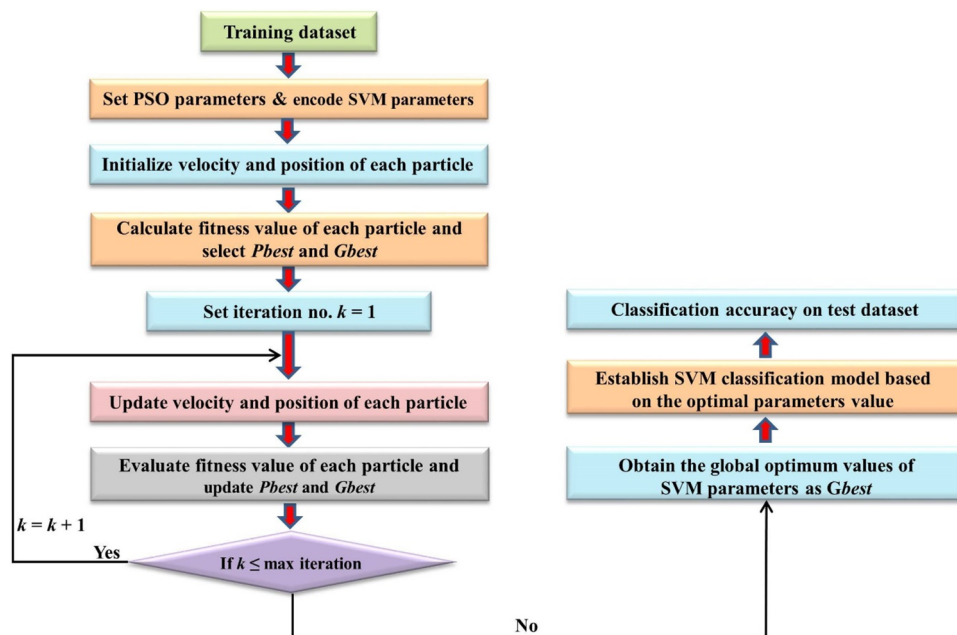 Training dataset
Set PSO parameters & encode SVM parameters
Initialize velocity and position of each particle
Calculate fitness value of each particle and
select Pbest and Gbest
Set iteration no. k = 1
Update velocity and position of each particle
Evaluate fitness value of each particle and
update Pbest and Gbest
k = k + 1
Yes
If k ≤ max iteration
No
Obtain the global optimum values of
SVM parameters as Gbest
Establish SVM classification model based
on the optimal parameters value
Classification accuracy on test dataset